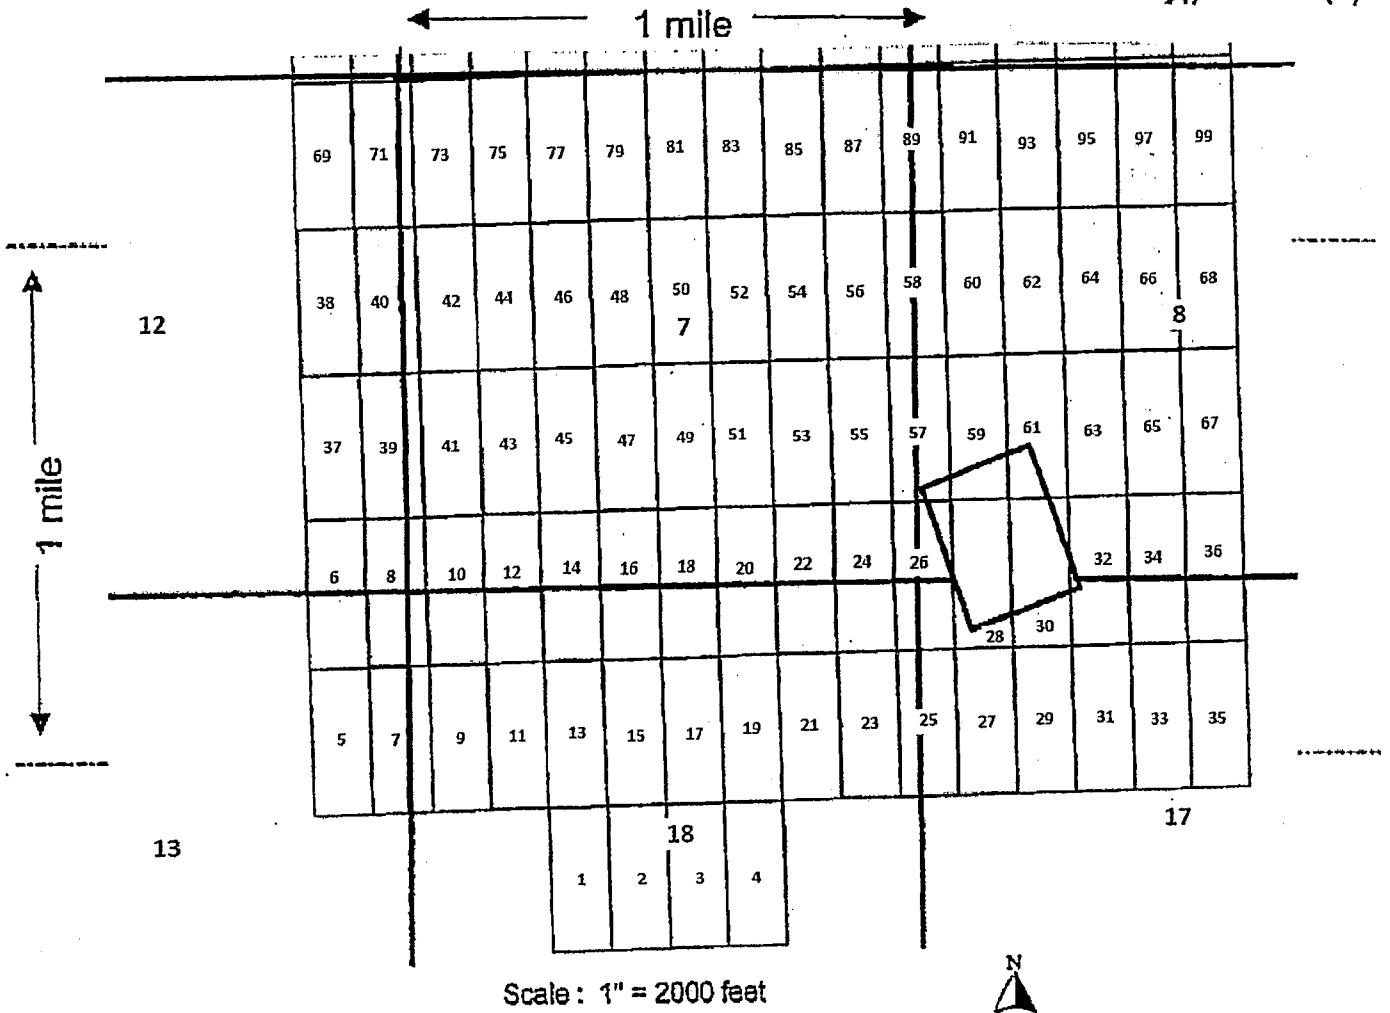 1 mile
69 71 73 75 77 79 81 83 85 87 89 91 93 95 97 99
38 40 42 44 46 48 50 52 54 56 58 60 62 64 66 68
12 7 8
1 mile
37 39 41 43 45 47 49 51 53 55 57 59 61 63 65 67
6 8 10 12 14 16 18 20 22 24 26 32 34 36
28 30
5 7 9 11 13 15 17 19 21 23 25 27 29 31 33 35
13 18 17
1 2 3 4
N
Scale: 1" = 2000 feet